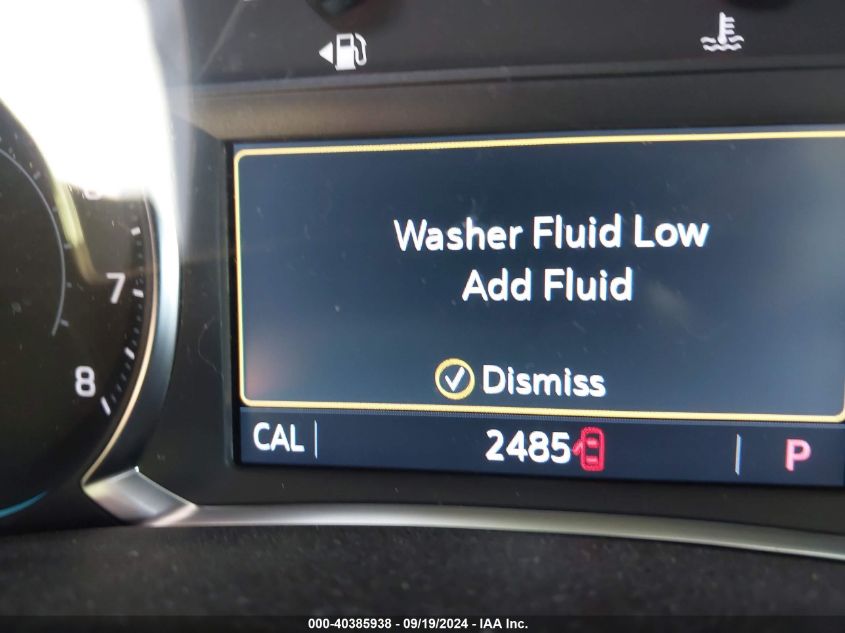 Washer Fluid Low
Add Fluid
Dismiss
7
8
CAL 2485 P
000-40385938 - 09/19/2024 - IAA Inc.